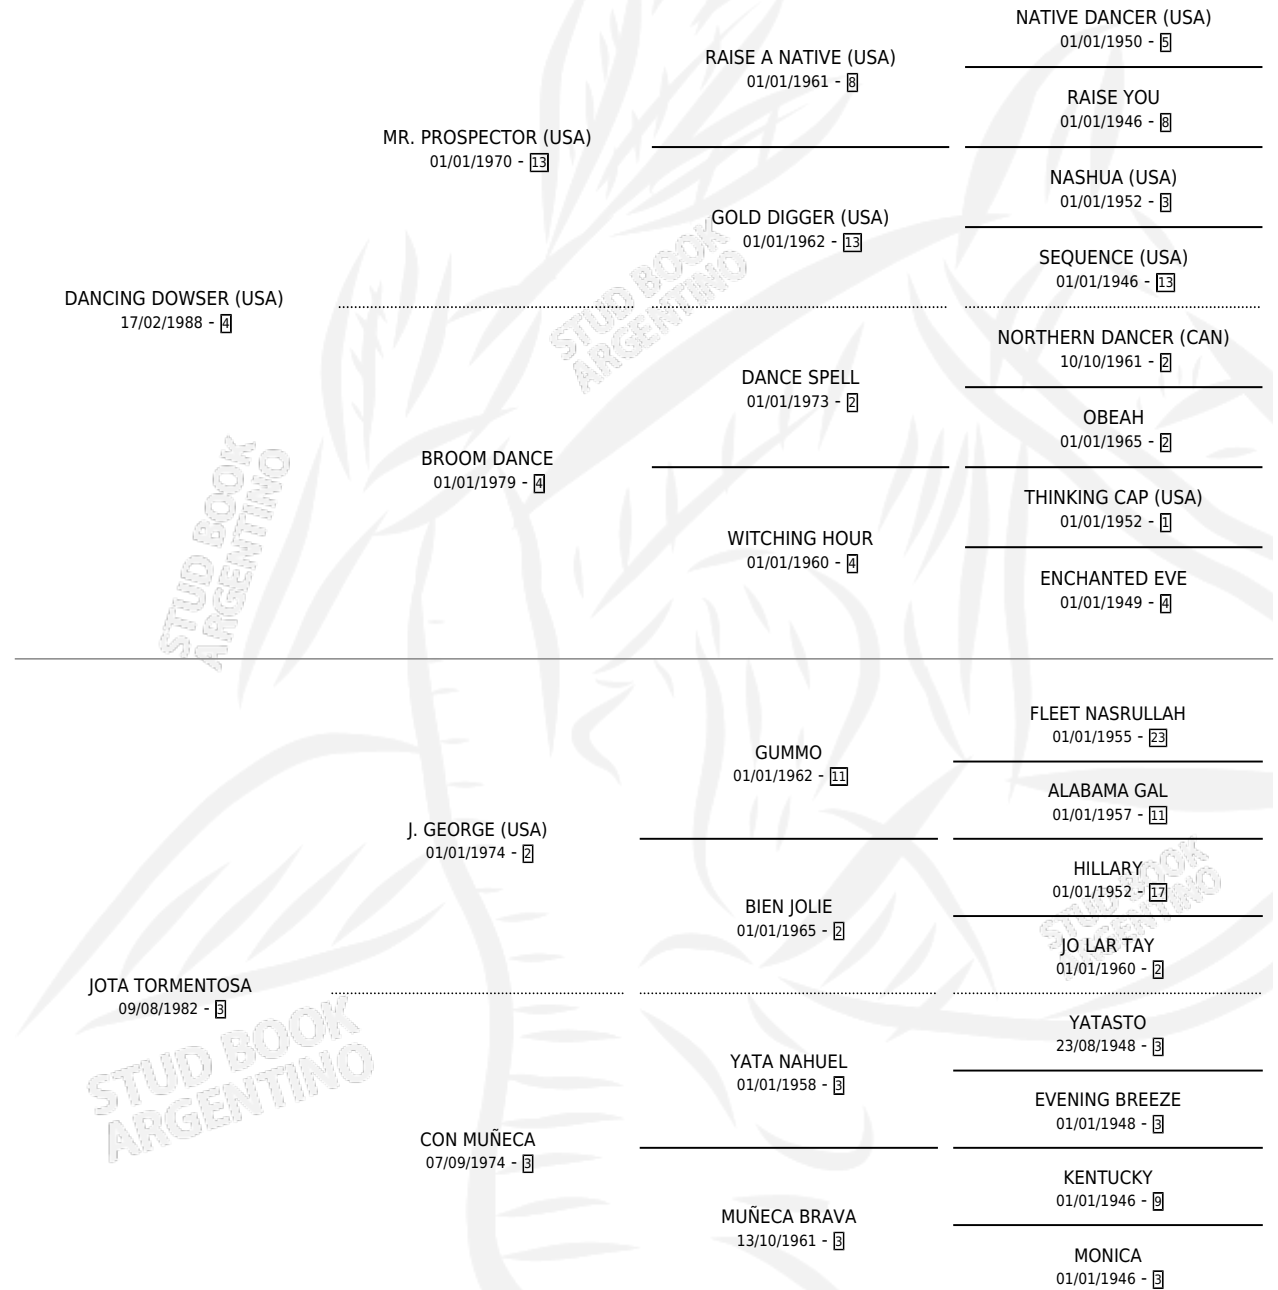 NATIVE DANCER (USA)
01/01/1950 - 5
RAISE A NATIVE (USA)
01/01/1961 - 8
RAISE YOU
01/01/1946 - 8
MR. PROSPECTOR (USA)
01/01/1970 - 13
NASHUA (USA)
01/01/1952 - 3
GOLD DIGGER (USA)
01/01/1962 - 13
SEQUENCE (USA)
01/01/1946 - 13
DANCING DOWSER (USA)
17/02/1988 - 4
STUD BOOK
ARGENTINO
NORTHERN DANCER (CAN)
10/10/1961 - 2
DANCE SPELL
01/01/1973 - 2
OBEAH
01/01/1965 - 2
BROOM DANCE
01/01/1979 - 4
THINKING CAP (USA)
01/01/1952 - 1
WITCHING HOUR
01/01/1960 - 4
ENCHANTED EVE
01/01/1949 - 4
STUD BOOK
ARGENTINO
FLEET NASRULLAH
01/01/1955 - 23
GUMMO
01/01/1962 - 11
ALABAMA GAL
01/01/1957 - 11
J. GEORGE (USA)
01/01/1974 - 2
HILLARY
01/01/1952 - 17
BIEN JOLIE
01/01/1965 - 2
STUD BOOK
ARGENTINO
JO LAR TAY
01/01/1960 - 2
JOTA TORMENTOSA
09/08/1982 - 3
STUD BOOK
ARGENTINO
YATASTO
23/08/1948 - 3
YATA NAHUEL
01/01/1958 - 3
EVENING BREEZE
01/01/1948 - 3
CON MUÑECA
07/09/1974 - 3
KENTUCKY
01/01/1946 - 9
MUÑECA BRAVA
13/10/1961 - 3
MONICA
01/01/1946 - 3